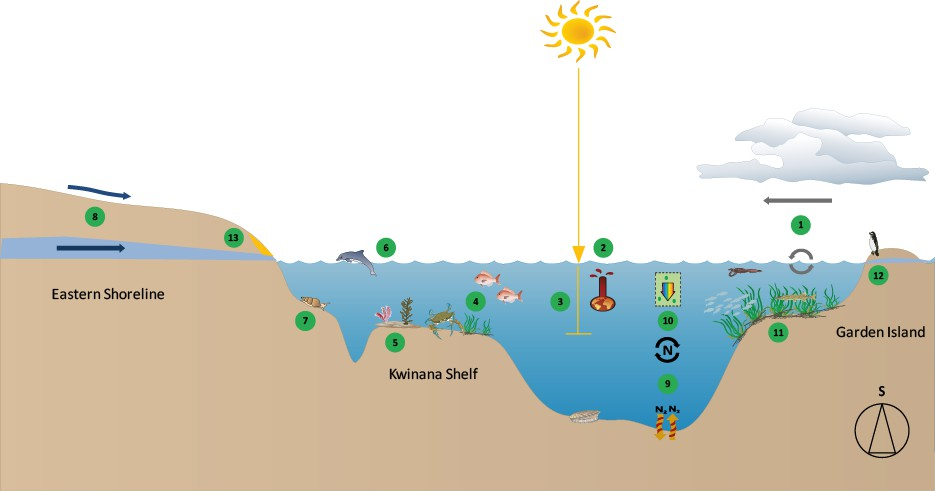 1
8
13
6
2
Eastern Shoreline
12
7
4
3
10
5
11
Garden Island
N
Kwinana Shelf
9
S
N₂ N₂